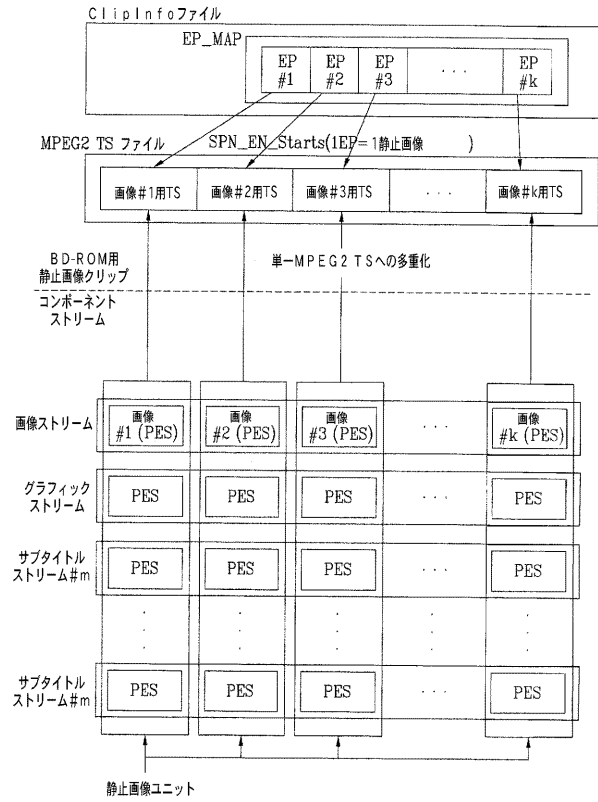 ClipInfoファイル
EP_MAP
EP #1 EP #2 EP #3 ・・・ EP #k
MPEG2 TS ファイル SPN_EN_Starts(1EP=1静止画像 )
画像#1用TS 画像#2用TS 画像#3用TS ・・・ 画像#k用TS
BD-ROM用
静止画像クリップ
単一MPEG2 TSへの多重化
コンポーネント
ストリーム
画像ストリーム
画像 #1 (PES) 画像 #2 (PES) 画像 #3 (PES) ・・・ 画像 #k (PES)
グラフィック
ストリーム
PES PES PES ・・・ PES
サブタイトル
ストリーム#m
PES PES PES ・・・ PES
サブタイトル
ストリーム#m
PES PES PES ・・・ PES
静止画像ユニット